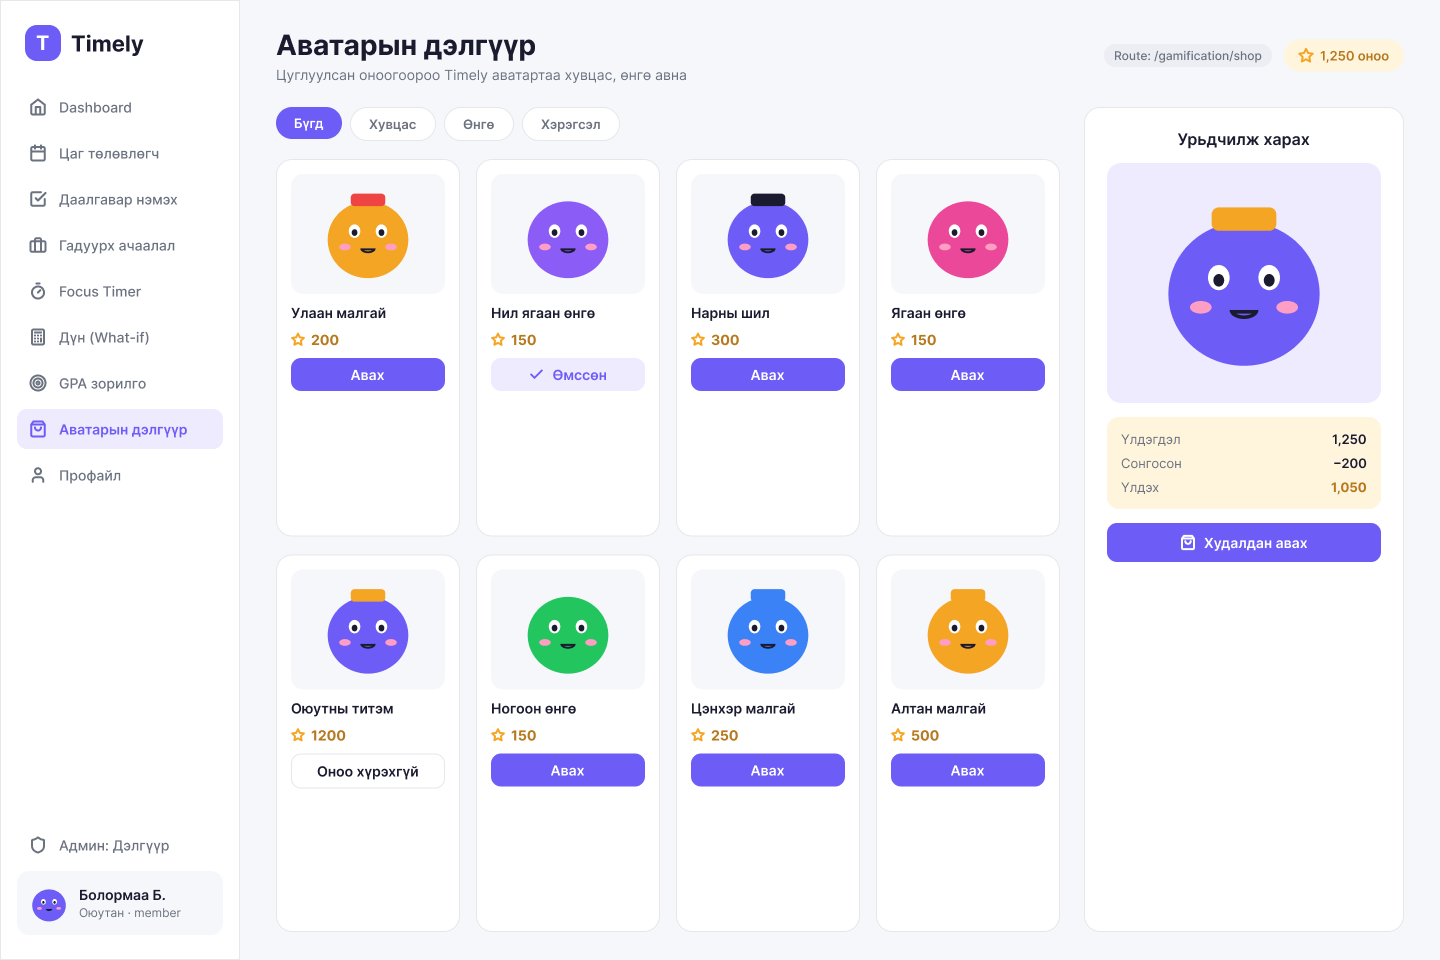 T Timely
Dashboard
Цаг төлөвлөгч
Даалгавар нэмэх
Гадуурх ачаалал
Focus Timer
Дүн (What-if)
GPA зорилго
Аватарын дэлгүүр
Профайл
Админ: Дэлгүүр
Болормаа Б.
Оюутан · member
Аватарын дэлгүүр
Цуглуулсан оноогоороо Timely аватартаа хувцас, өнгө авна
Route: /gamification/shop
1,250 оноо
Бүгд
Хувцас
Өнгө
Хэрэгсэл
Улаан малгай
200
Авах
Нил ягаан өнгө
150
Өмссөн
Нарны шил
300
Авах
Ягаан өнгө
150
Авах
Оюутны титэм
1200
Оноо хүрэхгүй
Ногоон өнгө
150
Авах
Цэнхэр малгай
250
Авах
Алтан малгай
500
Авах
Урьдчилж харах
Үлдэгдэл 1,250
Сонгосон −200
Үлдэх 1,050
Худалдан авах